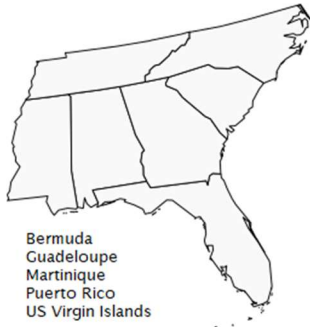 Bermuda
Guadeloupe
Martinique
Puerto Rico
US Virgin Islands